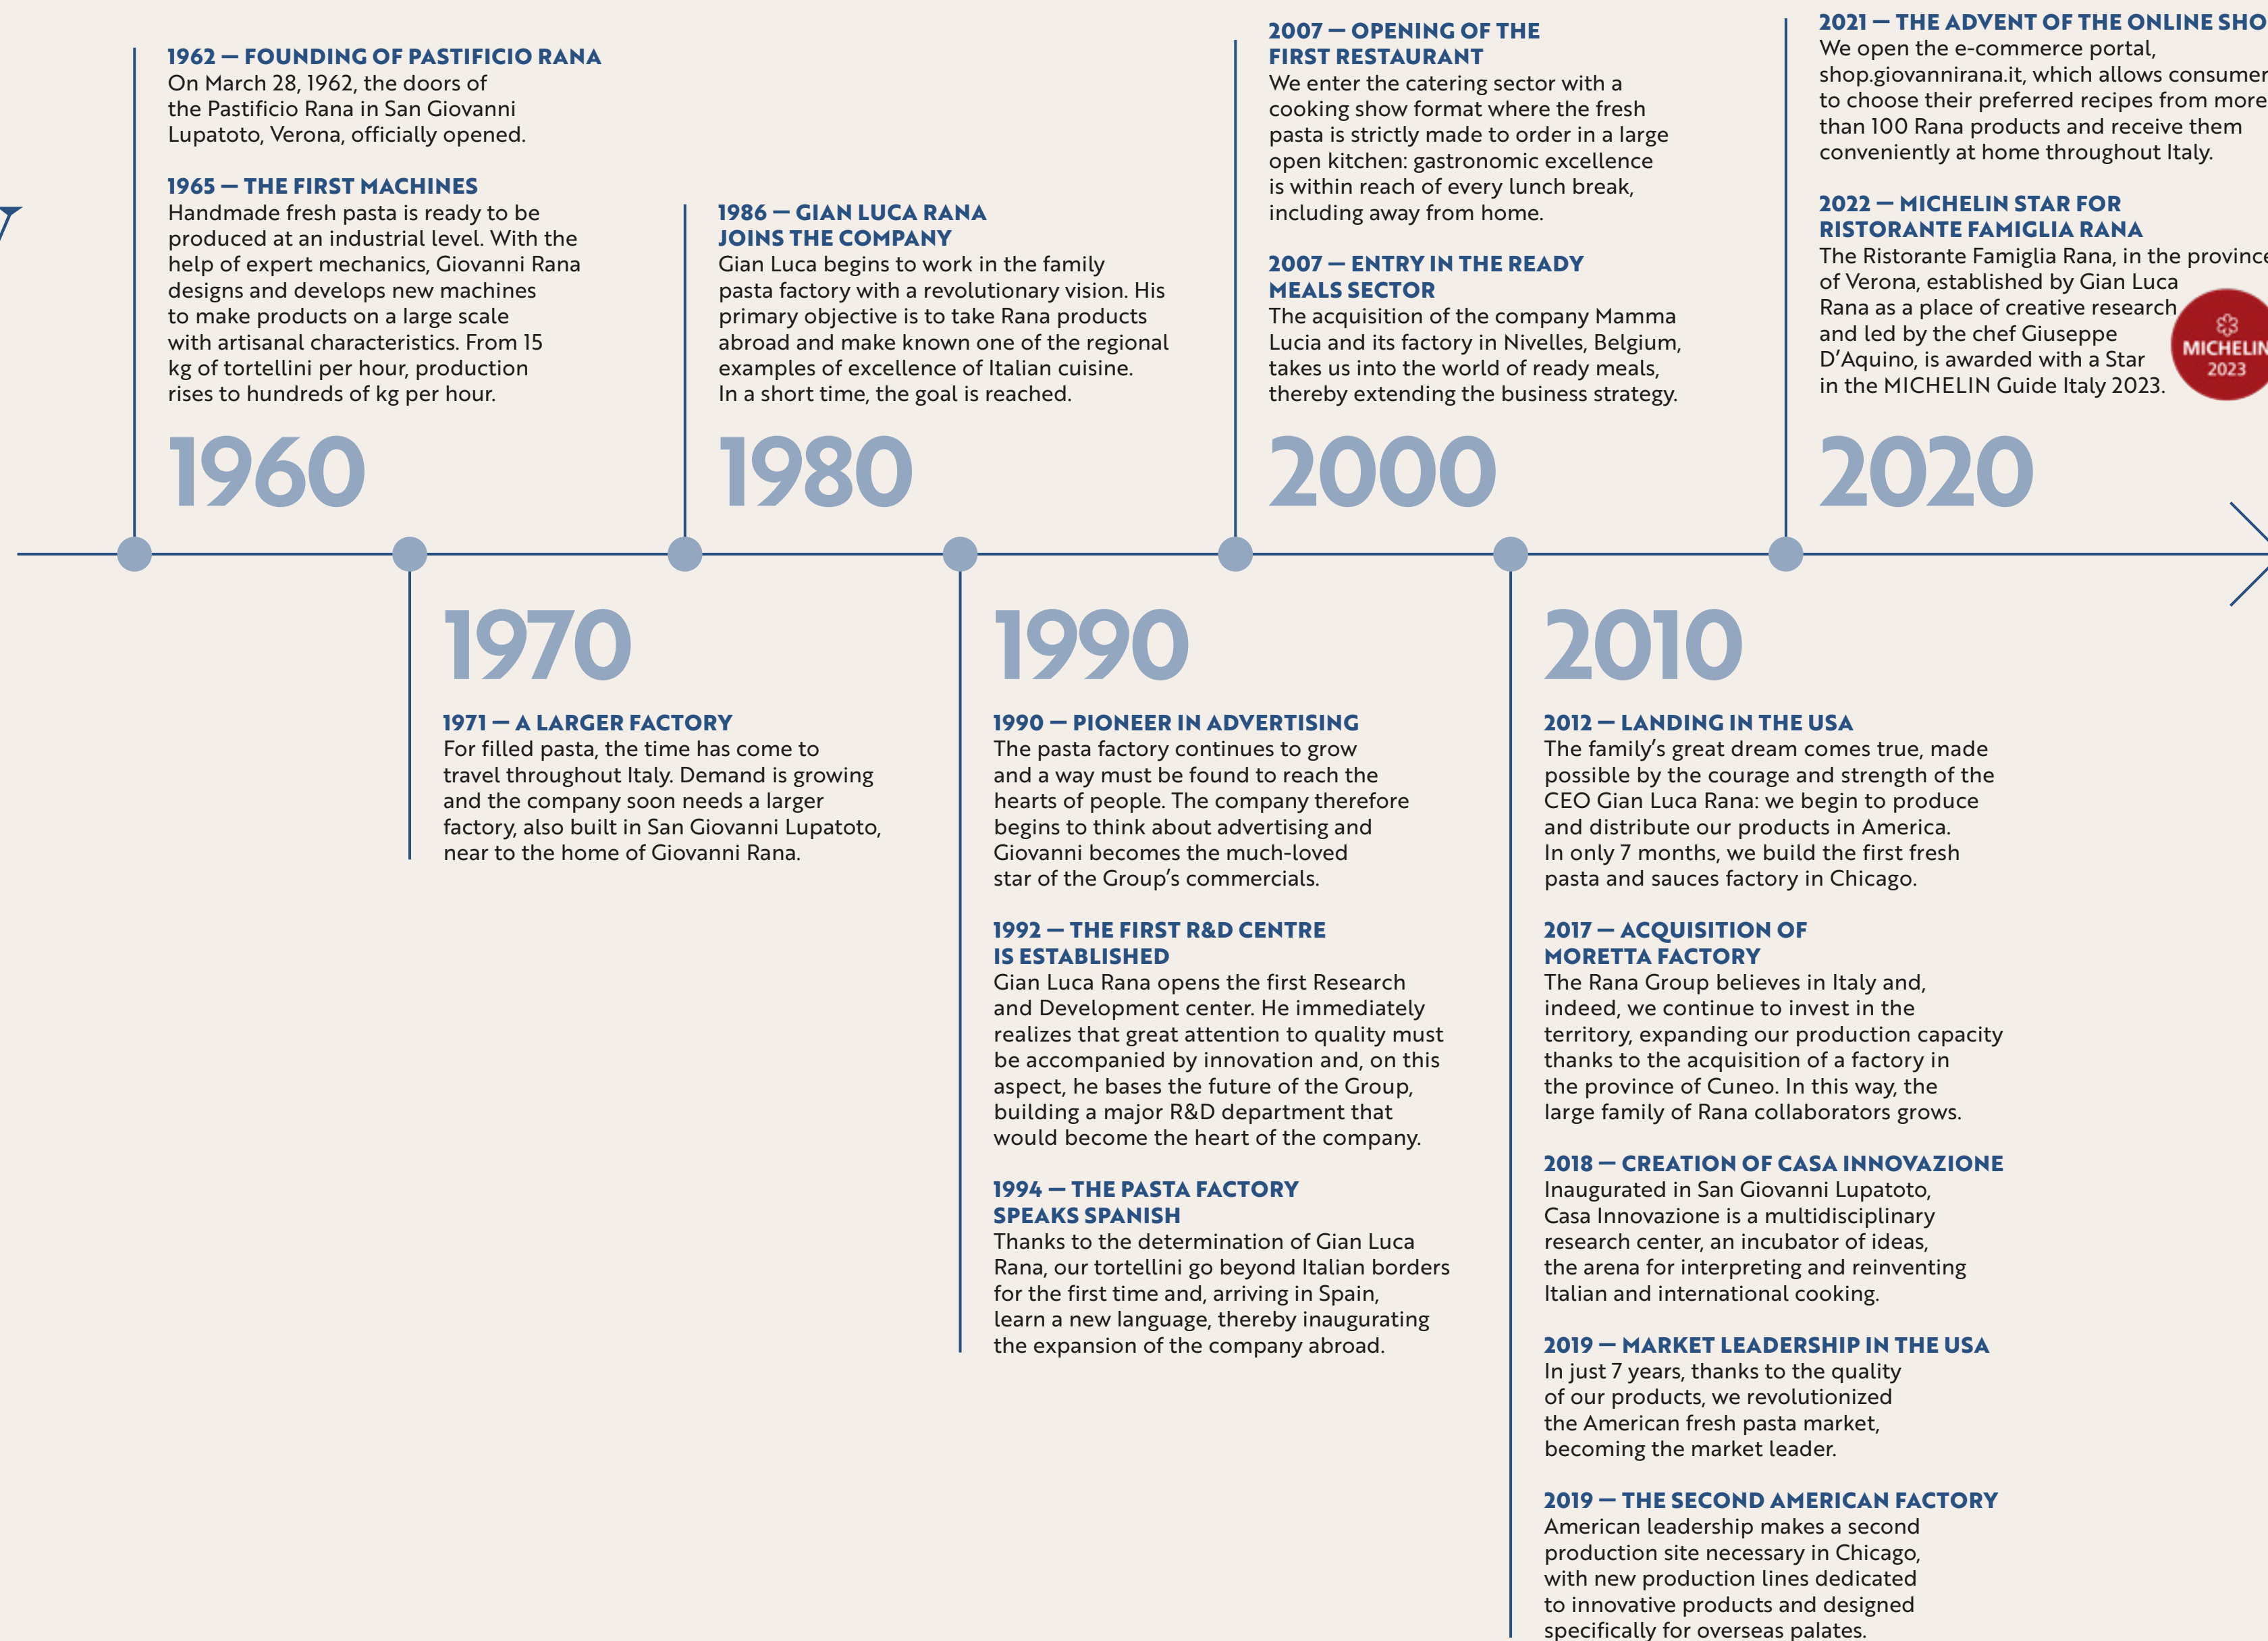 1962 — FOUNDING OF PASTIFICIO RANA
On March 28, 1962, the doors of
the Pastificio Rana in San Giovanni
Lupatoto, Verona, officially opened.
1965 — THE FIRST MACHINES
Handmade fresh pasta is ready to be
produced at an industrial level. With the
help of expert mechanics, Giovanni Rana
designs and develops new machines
to make products on a large scale
with artisanal characteristics. From 15
kg of tortellini per hour, production
rises to hundreds of kg per hour.
1960
1970
1971 — A LARGER FACTORY
For filled pasta, the time has come to
travel throughout Italy. Demand is growing
and the company soon needs a larger
factory, also built in San Giovanni Lupatoto,
near to the home of Giovanni Rana.
1986 — GIAN LUCA RANA
JOINS THE COMPANY
Gian Luca begins to work in the family
pasta factory with a revolutionary vision. His
primary objective is to take Rana products
abroad and make known one of the regional
examples of excellence of Italian cuisine.
In a short time, the goal is reached.
1980
1990
1990 — PIONEER IN ADVERTISING
The pasta factory continues to grow
and a way must be found to reach the
hearts of people. The company therefore
begins to think about advertising and
Giovanni becomes the much-loved
star of the Group's commercials.
1992 — THE FIRST R&D CENTRE
IS ESTABLISHED
Gian Luca Rana opens the first Research
and Development center. He immediately
realizes that great attention to quality must
be accompanied by innovation and, on this
aspect, he bases the future of the Group,
building a major R&D department that
would become the heart of the company.
1994 — THE PASTA FACTORY
SPEAKS SPANISH
Thanks to the determination of Gian Luca
Rana, our tortellini go beyond Italian borders
for the first time and, arriving in Spain,
learn a new language, thereby inaugurating
the expansion of the company abroad.
2007 — OPENING OF THE
FIRST RESTAURANT
We enter the catering sector with a
cooking show format where the fresh
pasta is strictly made to order in a large
open kitchen: gastronomic excellence
is within reach of every lunch break,
including away from home.
2007 — ENTRY IN THE READY
MEALS SECTOR
The acquisition of the company Mamma
Lucia and its factory in Nivelles, Belgium,
takes us into the world of ready meals,
thereby extending the business strategy.
2000
2010
2012 — LANDING IN THE USA
The family's great dream comes true, made
possible by the courage and strength of the
CEO Gian Luca Rana: we begin to produce
and distribute our products in America.
In only 7 months, we build the first fresh
pasta and sauces factory in Chicago.
2017 — ACQUISITION OF
MORETTA FACTORY
The Rana Group believes in Italy and,
indeed, we continue to invest in the
territory, expanding our production capacity
thanks to the acquisition of a factory in
the province of Cuneo. In this way, the
large family of Rana collaborators grows.
2018 — CREATION OF CASA INNOVAZIONE
Inaugurated in San Giovanni Lupatoto,
Casa Innovazione is a multidisciplinary
research center, an incubator of ideas,
the arena for interpreting and reinventing
Italian and international cooking.
2019 — MARKET LEADERSHIP IN THE USA
In just 7 years, thanks to the quality
of our products, we revolutionized
the American fresh pasta market,
becoming the market leader.
2019 — THE SECOND AMERICAN FACTORY
American leadership makes a second
production site necessary in Chicago,
with new production lines dedicated
to innovative products and designed
specifically for overseas palates.
2021 — THE ADVENT OF THE ONLINE SHO
We open the e-commerce portal,
shop.giovannirana.it, which allows consumer
to choose their preferred recipes from more
than 100 Rana products and receive them
conveniently at home throughout Italy.
2022 — MICHELIN STAR FOR
RISTORANTE FAMIGLIA RANA
The Ristorante Famiglia Rana, in the province
of Verona, established by Gian Luca
Rana as a place of creative research
and led by the chef Giuseppe
D'Aquino, is awarded with a Star
in the MICHELIN Guide Italy 2023.
MICHELIN
2023
2020